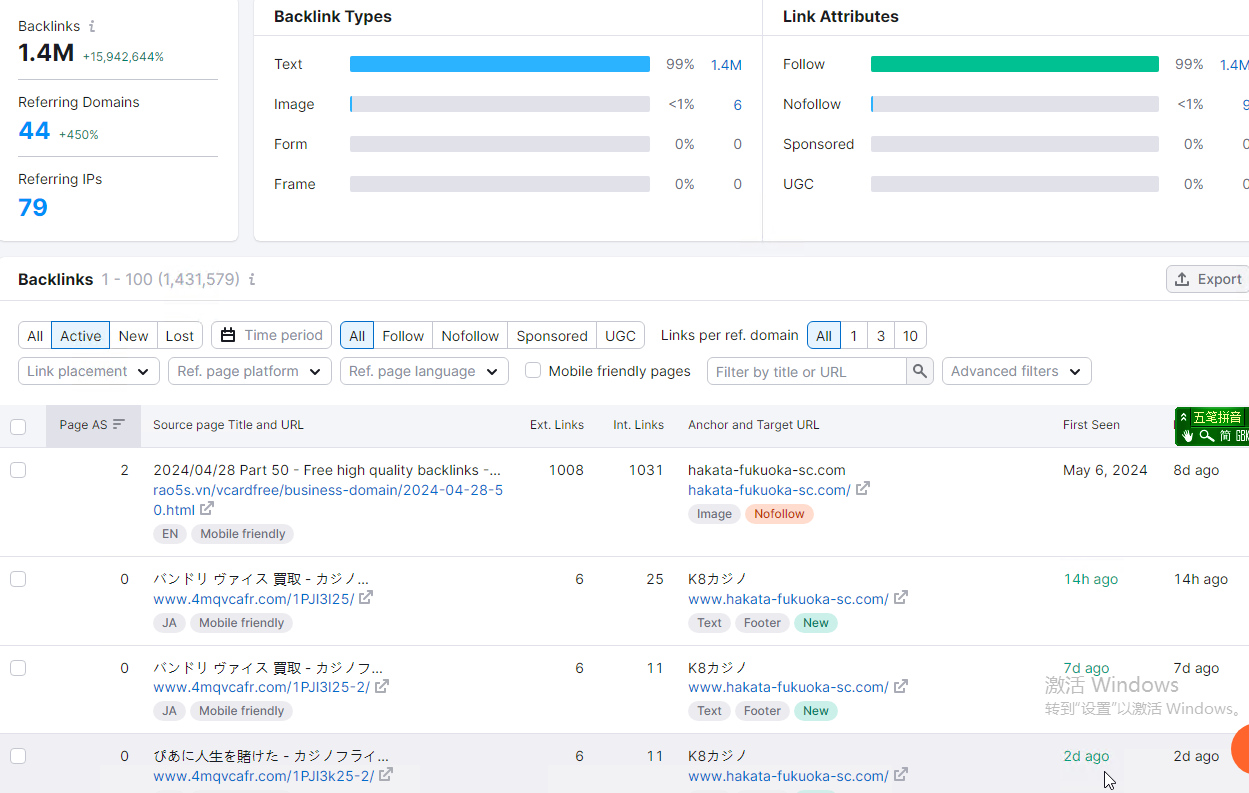 Backlinks
1.4M +15,942,644%
Referring Domains
44 +450%
Referring IPs
79
Backlink Types
Text 99% 1.4M
Image <1% 6
Form 0% 0
Frame 0% 0
Link Attributes
Follow 99% 1.4M
Nofollow <1% 9
Sponsored 0% 0
UGC 0% 0
Backlinks 1 - 100 (1,431,579)
Export
All Active New Lost Time period All Follow Nofollow Sponsored UGC Links per ref. domain All 1 3 10
Link placement Ref. page platform Ref. page language Mobile friendly pages Filter by title or URL Advanced filters
Page AS Source page Title and URL Ext. Links Int. Links Anchor and Target URL First Seen
五笔拼音
简 GBK
2 2024/04/28 Part 50 - Free high quality backlinks -... 1008 1031 hakata-fukuoka-sc.com May 6, 2024 8d ago
rao5s.vn/vcardfree/business-domain/2024-04-28-5 hakata-fukuoka-sc.com/
0.html Image Nofollow
EN Mobile friendly
0 バンドリ ヴァイス 買取 - カジノ... 6 25 K8カジノ 14h ago 14h ago
www.4mqvcafr.com/1PJI3I25/ www.hakata-fukuoka-sc.com/
JA Mobile friendly Text Footer New
0 バンドリ ヴァイス 買取 - カジノフ... 6 11 K8カジノ 7d ago 7d ago
www.4mqvcafr.com/1PJI3I25-2/ www.hakata-fukuoka-sc.com/
JA Mobile friendly Text Footer New
激活 Windows
转到“设置”以激活 Windows。
0 ぴあに人生を賭けた - カジノフライ... 6 11 K8カジノ 2d ago 2d ago
www.4mqvcafr.com/1PJI3k25-2/ www.hakata-fukuoka-sc.com/